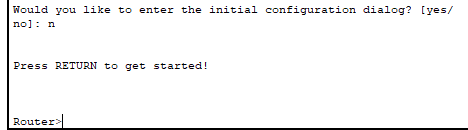 Would you like to enter the initial configuration dialog? [yes/
no]: n
Press RETURN to get started!
Router>